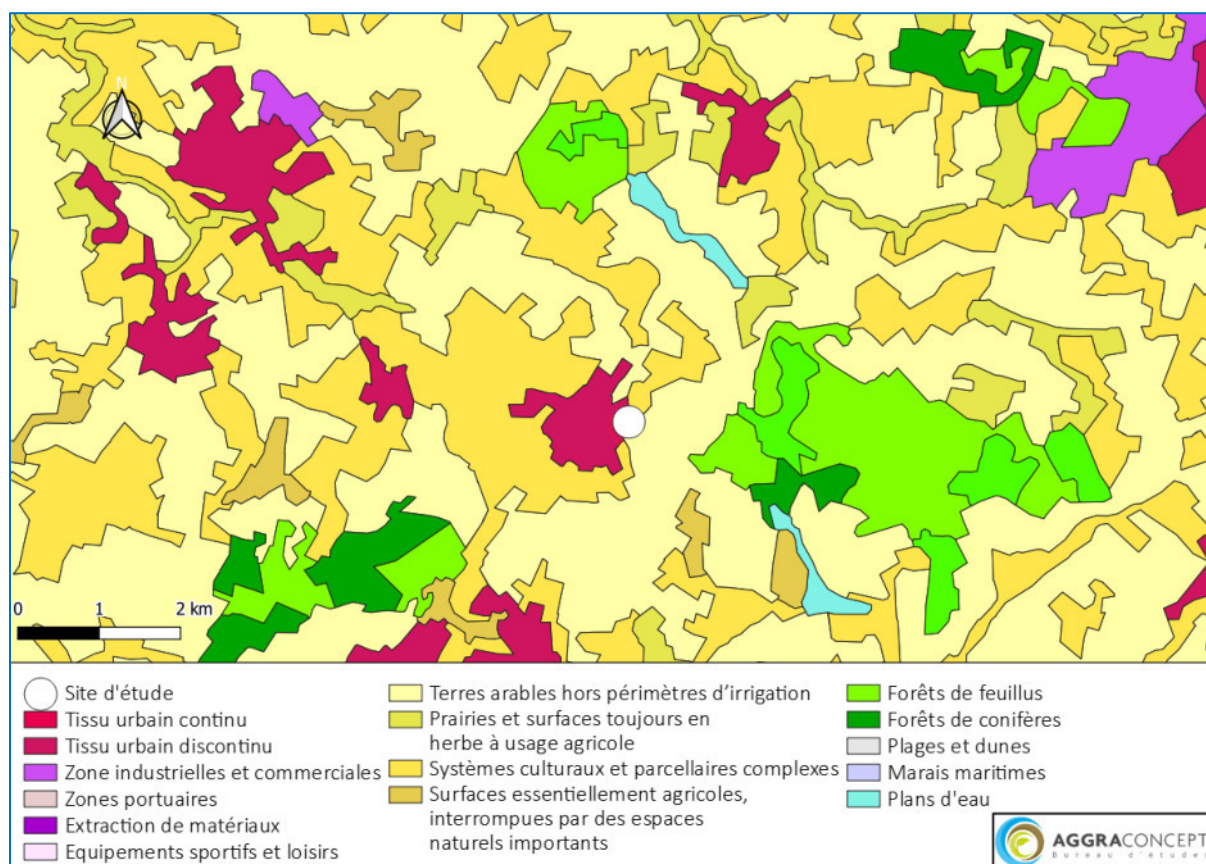 N
0 1 2 km
Site d'étude
Tissu urbain continu
Tissu urbain discontinu
Zone industrielles et commerciales
Zones portuaires
Extraction de matériaux
Equipements sportifs et loisirs
Terres arables hors périmètres d'irrigation
Prairies et surfaces toujours en
herbe à usage agricole
Systèmes culturaux et parcellaires complexes
Surfaces essentiellement agricoles,
interrompues par des espaces
naturels importants
Forêts de feuillus
Forêts de conifères
Plages et dunes
Marais maritimes
Plans d'eau
AGGRACONCEPT
Bureau d'études